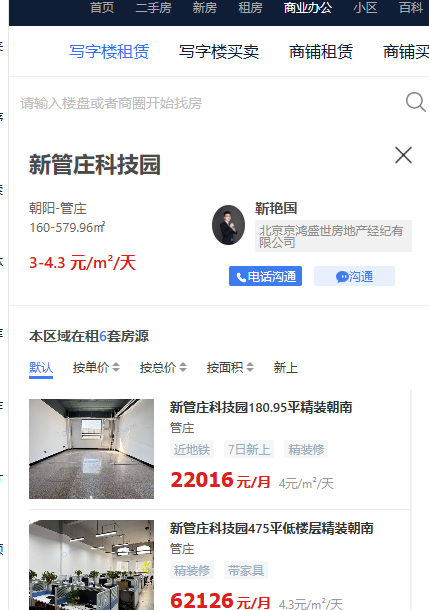 首页 二手房 新房 租房 商业办公 小区 百科
写字楼租赁 写字楼买卖 商铺租赁 商铺买
请输入楼盘或者商圈开始找房
新管庄科技园
朝阳-管庄
160-579.96㎡
3-4.3 元/m²/天
靳艳国
北京京鸿盛世房地产经纪有
限公司
电话沟通 沟通
本区域在租6套房源
默认 按单价 按总价 按面积 新上
新管庄科技园180.95平精装朝南
管庄
近地铁 7日新上 精装修
22016 元/月 4元/m²/天
新管庄科技园475平低楼层精装朝南
管庄
精装修 带家具
62126 元/月 4.3元/m²/天